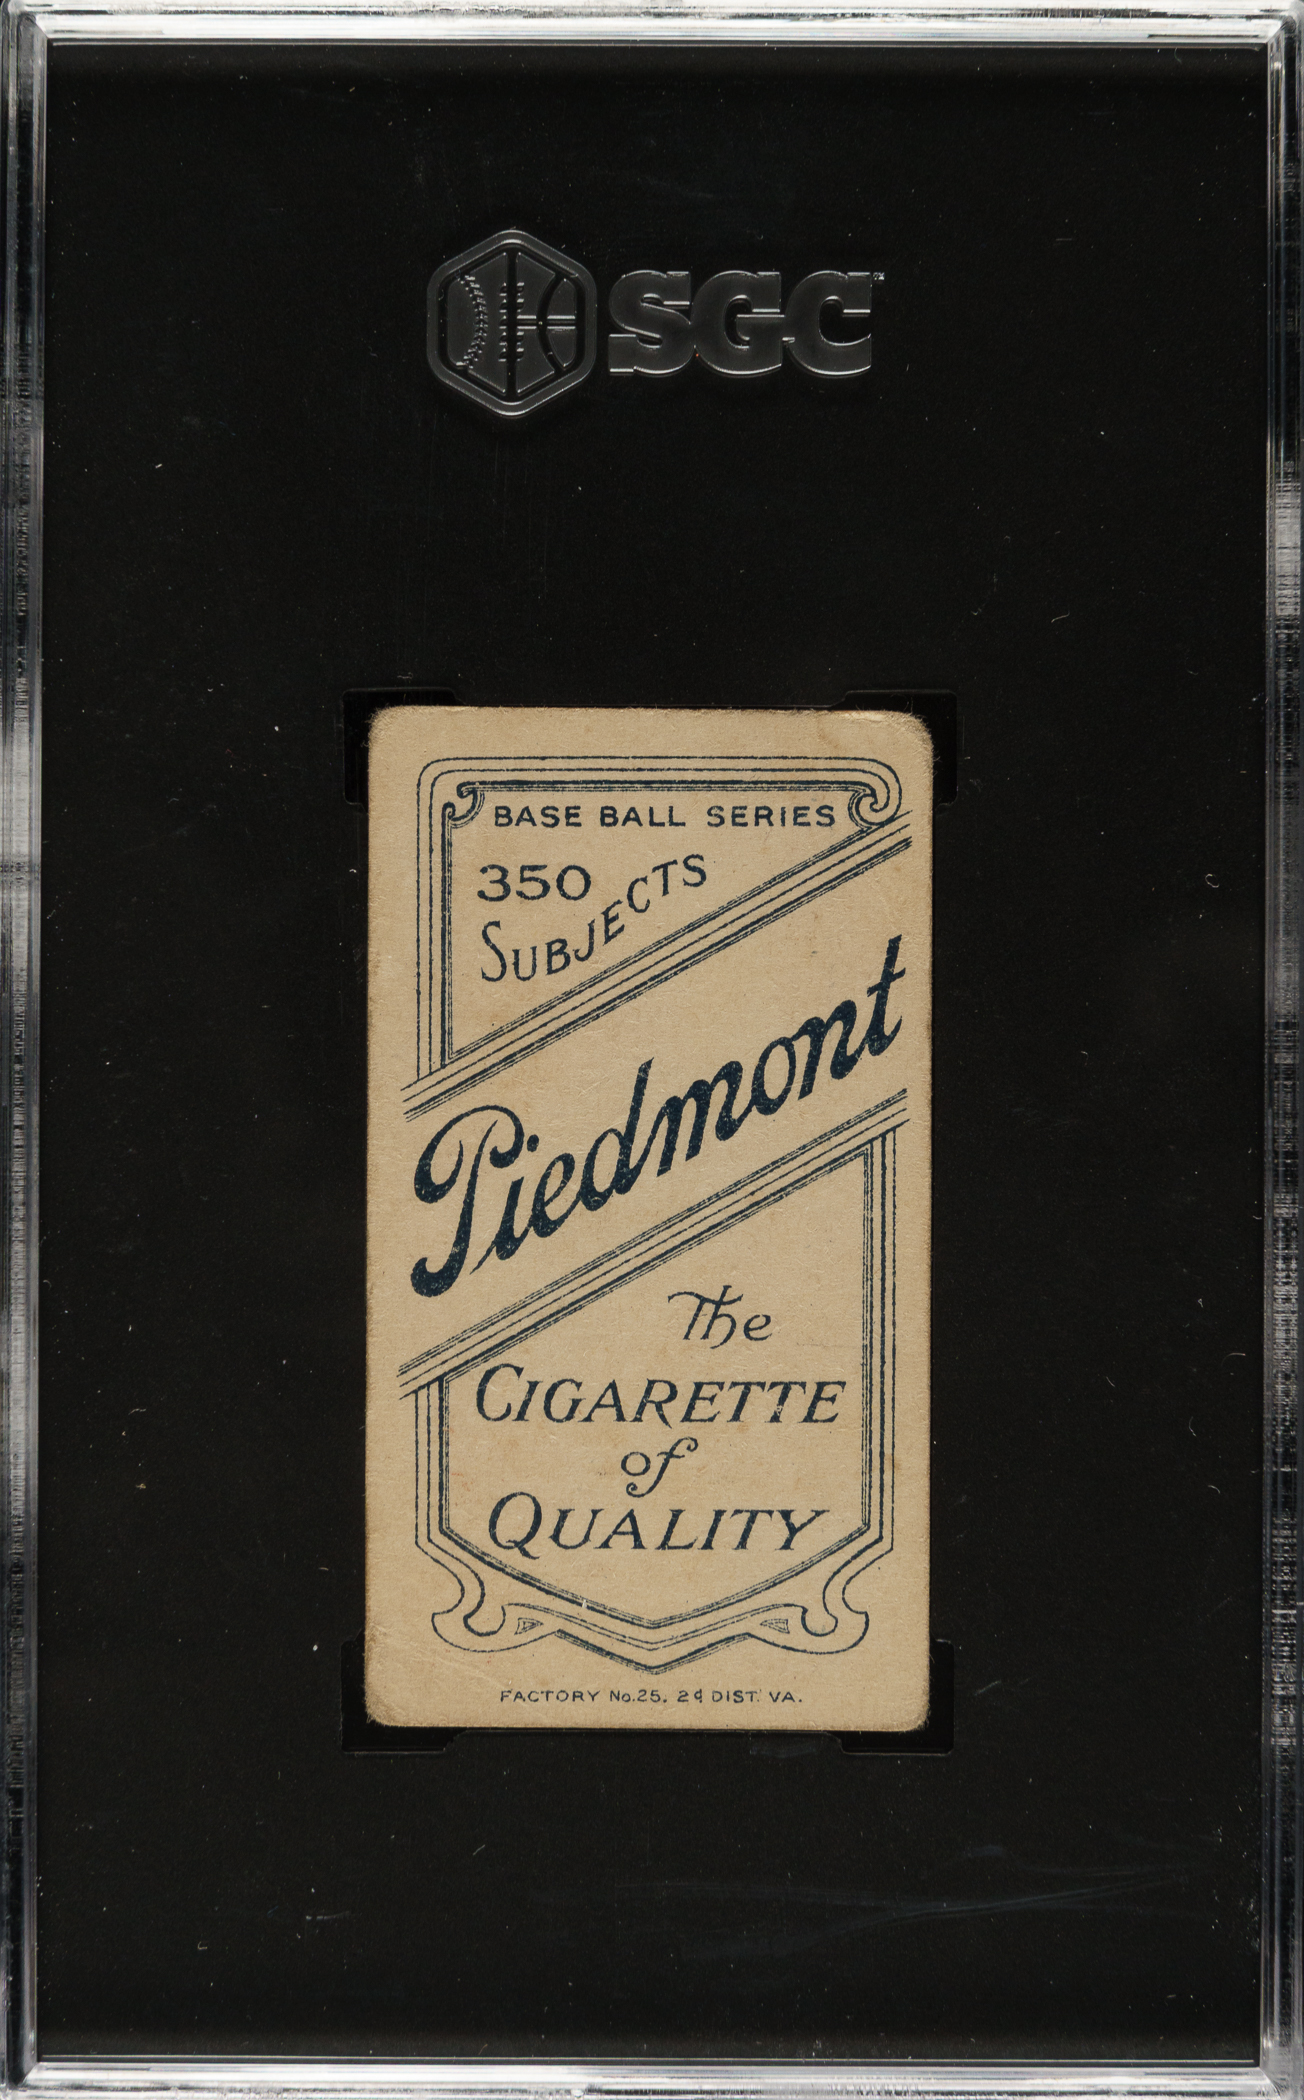 SGC
BASE BALL SERIES
350
SUBJECTS
Piedmont
The
CIGARETTE
of
QUALITY
FACTORY No.25. 2d DIST. VA.